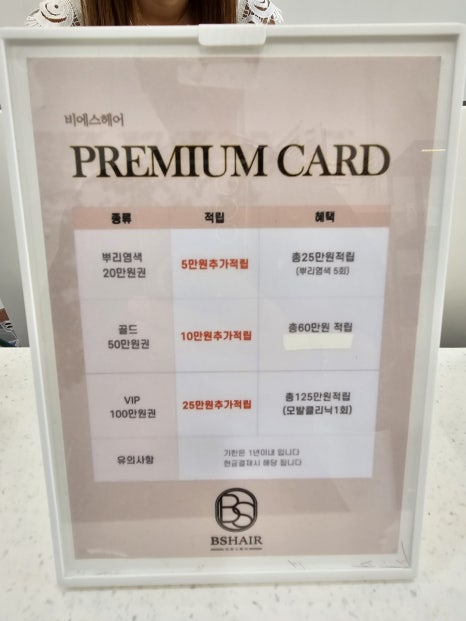 비에스헤어
PREMIUM CARD
종류 적립 혜택
뿌리염색
20만원권
5만원추가적립
총25만원적립
(뿌리염색 5회)
골드
50만원권
10만원추가적립
총60만원 적립
VIP
100만원권
25만원추가적립
총125만원적립
(모발클리닉1회)
유의사항
기한은 1년이내 입니다
현금결제시 해당 됩니다
BS
BSHAIR